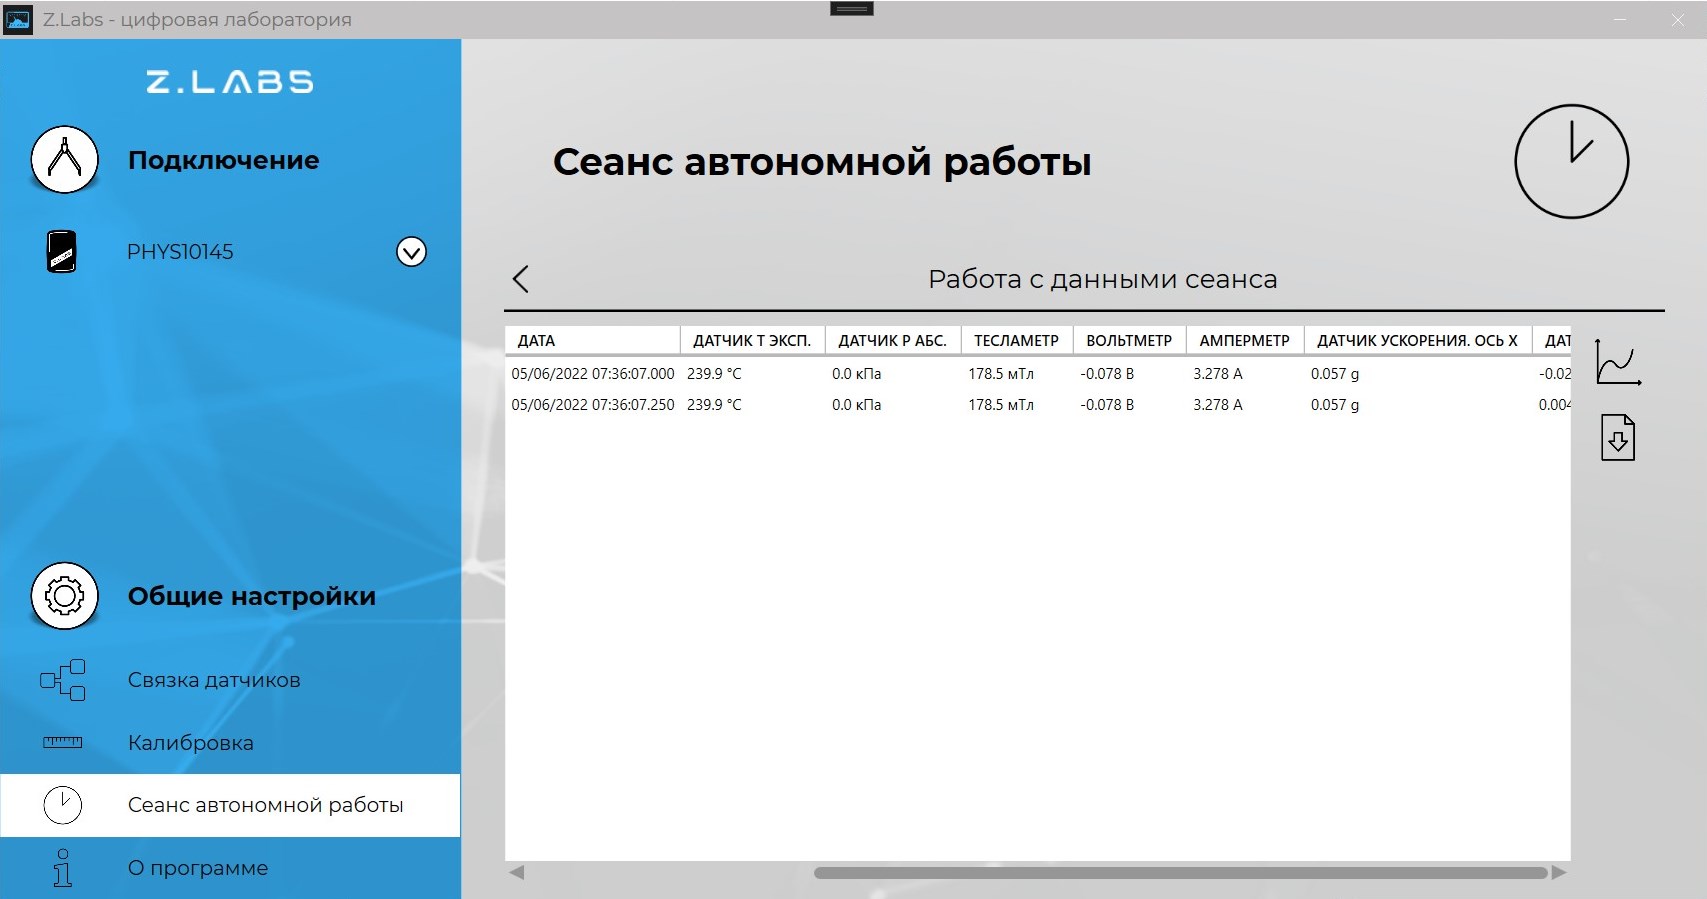 Z.Labs - цифровая лаборатория
Z.LABS
Подключение
PHYS10145
Общие настройки
Связка датчиков
Калибровка
Сеанс автономной работы
О программе
Сеанс автономной работы
Работа с данными сеанса
ДАТА ДАТЧИК T ЭКСП. ДАТЧИК P АБС. ТЕСЛАМЕТР ВОЛЬТМЕТР АМПЕРМЕТР ДАТЧИК УСКОРЕНИЯ. ОСЬ X ДАТ
05/06/2022 07:36:07.000 239.9 °C 0.0 кПа 178.5 мТл -0.078 В 3.278 А 0.057 g -0.02
05/06/2022 07:36:07.250 239.9 °C 0.0 кПа 178.5 мТл -0.078 В 3.278 А 0.057 g 0.004